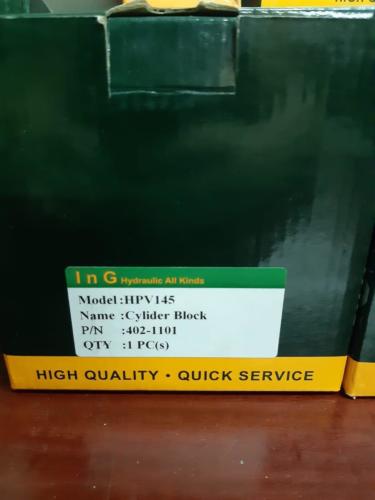 I n G Hydraulic All Kinds
Model :HPV145
Name :Cylider Block
P/N :402-1101
QTY :1 PC(s)
HIGH QUALITY · QUICK SERVICE